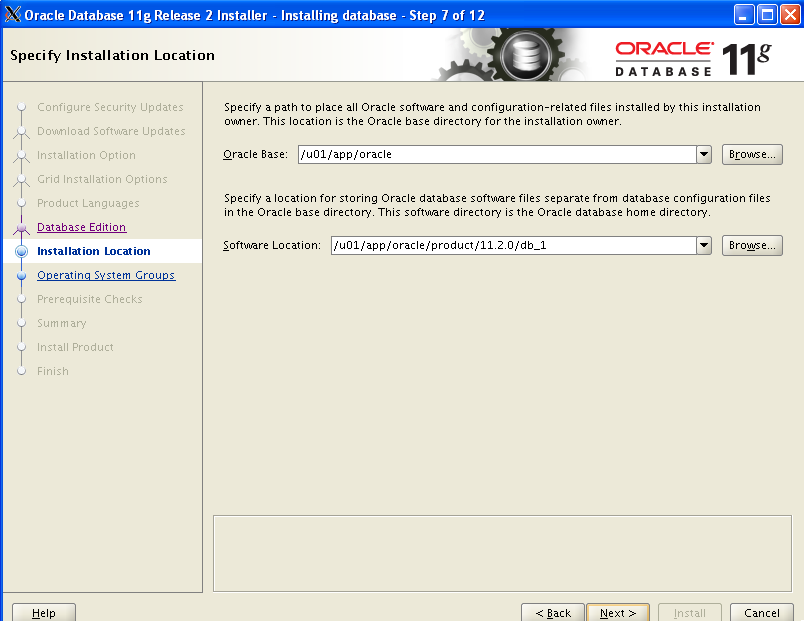 Oracle Database 11g Release 2 Installer - Installing database - Step 7 of 12
Specify Installation Location
ORACLE
DATABASE
11g
Configure Security Updates
Download Software Updates
Installation Option
Grid Installation Options
Product Languages
Database Edition
Installation Location
Operating System Groups
Prerequisite Checks
Summary
Install Product
Finish
Specify a path to place all Oracle software and configuration-related files installed by this installation
owner. This location is the Oracle base directory for the installation owner.
Oracle Base: /u01/app/oracle Browse...
Specify a location for storing Oracle database software files separate from database configuration files
in the Oracle base directory. This software directory is the Oracle database home directory.
Software Location: /u01/app/oracle/product/11.2.0/db_1 Browse...
Help < Back Next > Install Cancel